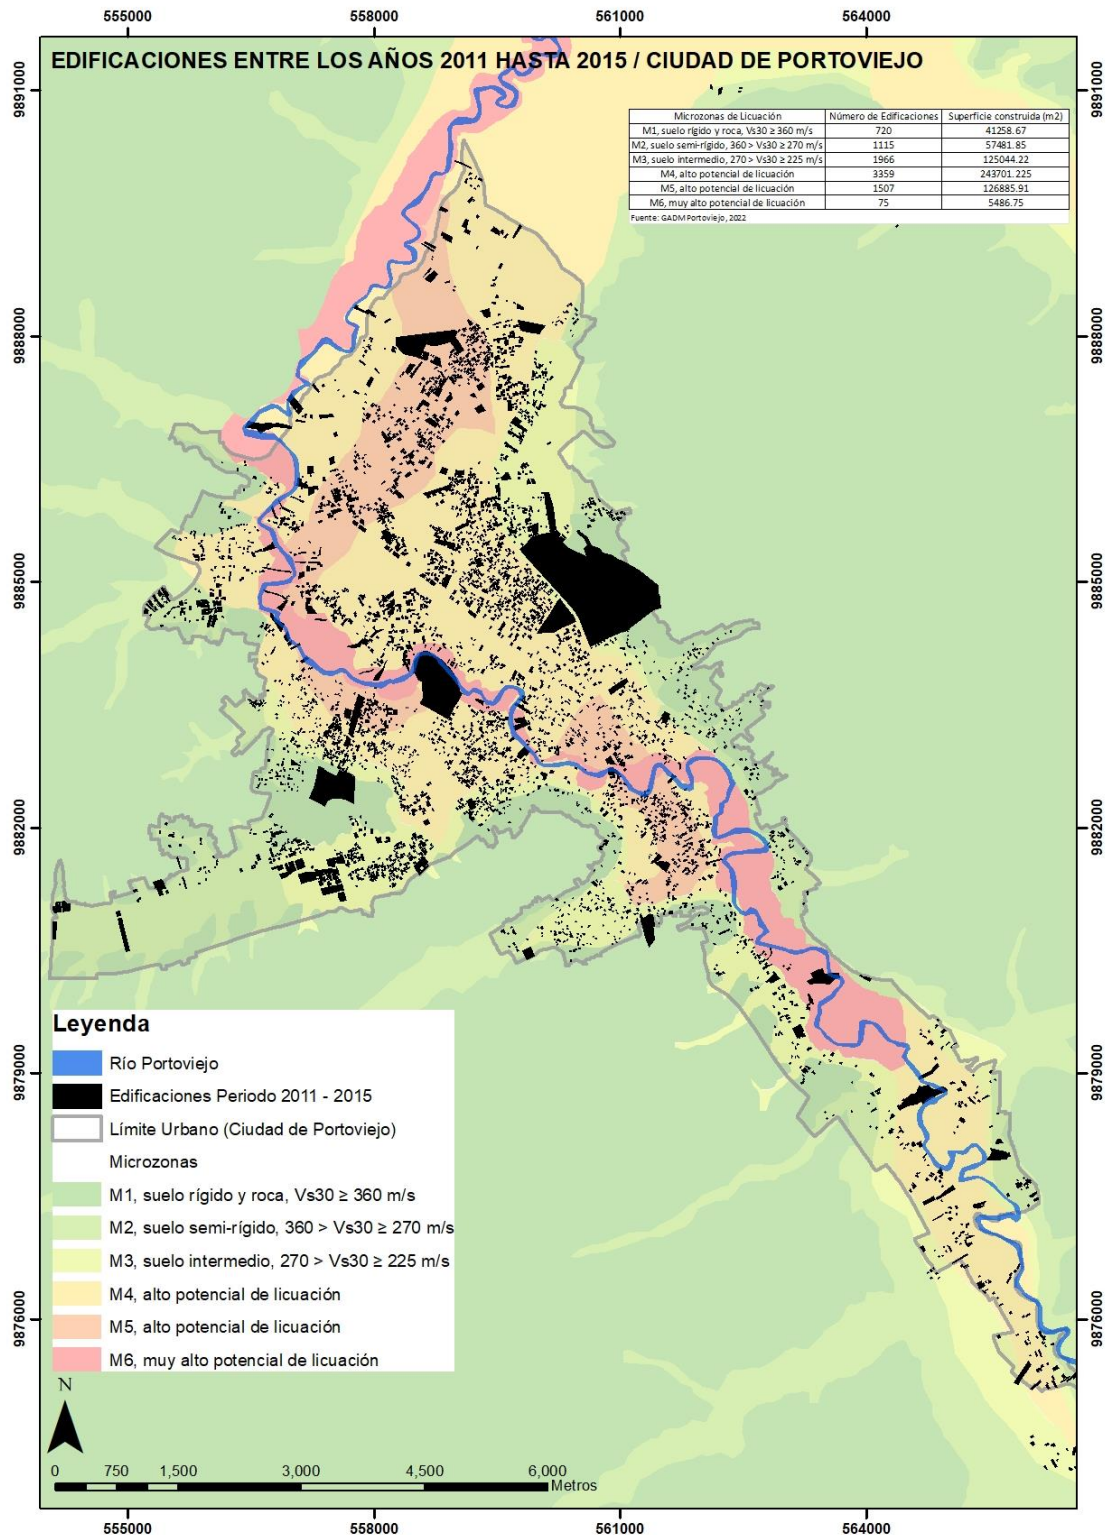 555000 558000 561000 564000
EDIFICACIONES ENTRE LOS AÑOS 2011 HASTA 2015 / CIUDAD DE PORTOVIEJO
9891000 9891000
Microzonas de Licuación Número de Edificaciones Superficie construida (m2)
M1, suelo rígido y roca, Vs30 ≥ 360 m/s 720 41258.67
M2, suelo semi-rígido, 360 > Vs30 ≥ 270 m/s 1115 57481.85
M3, suelo intermedio, 270 > Vs30 ≥ 225 m/s 1966 125044.22
M4, alto potencial de licuación 3359 243701.225
M5, alto potencial de licuación 1507 126885.91
M6, muy alto potencial de licuación 75 5486.75
Fuente: GADM Portoviejo, 2022
9888000 9888000
9885000 9885000
9882000 9882000
Leyenda
Río Portoviejo
9879000 9879000
Edificaciones Periodo 2011 - 2015
Límite Urbano (Ciudad de Portoviejo)
Microzonas
M1, suelo rígido y roca, Vs30 ≥ 360 m/s
M2, suelo semi-rígido, 360 > Vs30 ≥ 270 m/s
M3, suelo intermedio, 270 > Vs30 ≥ 225 m/s
M4, alto potencial de licuación
9876000 9876000
M5, alto potencial de licuación
M6, muy alto potencial de licuación
N
0 750 1,500 3,000 4,500 6,000
Metros
555000 558000 561000 564000